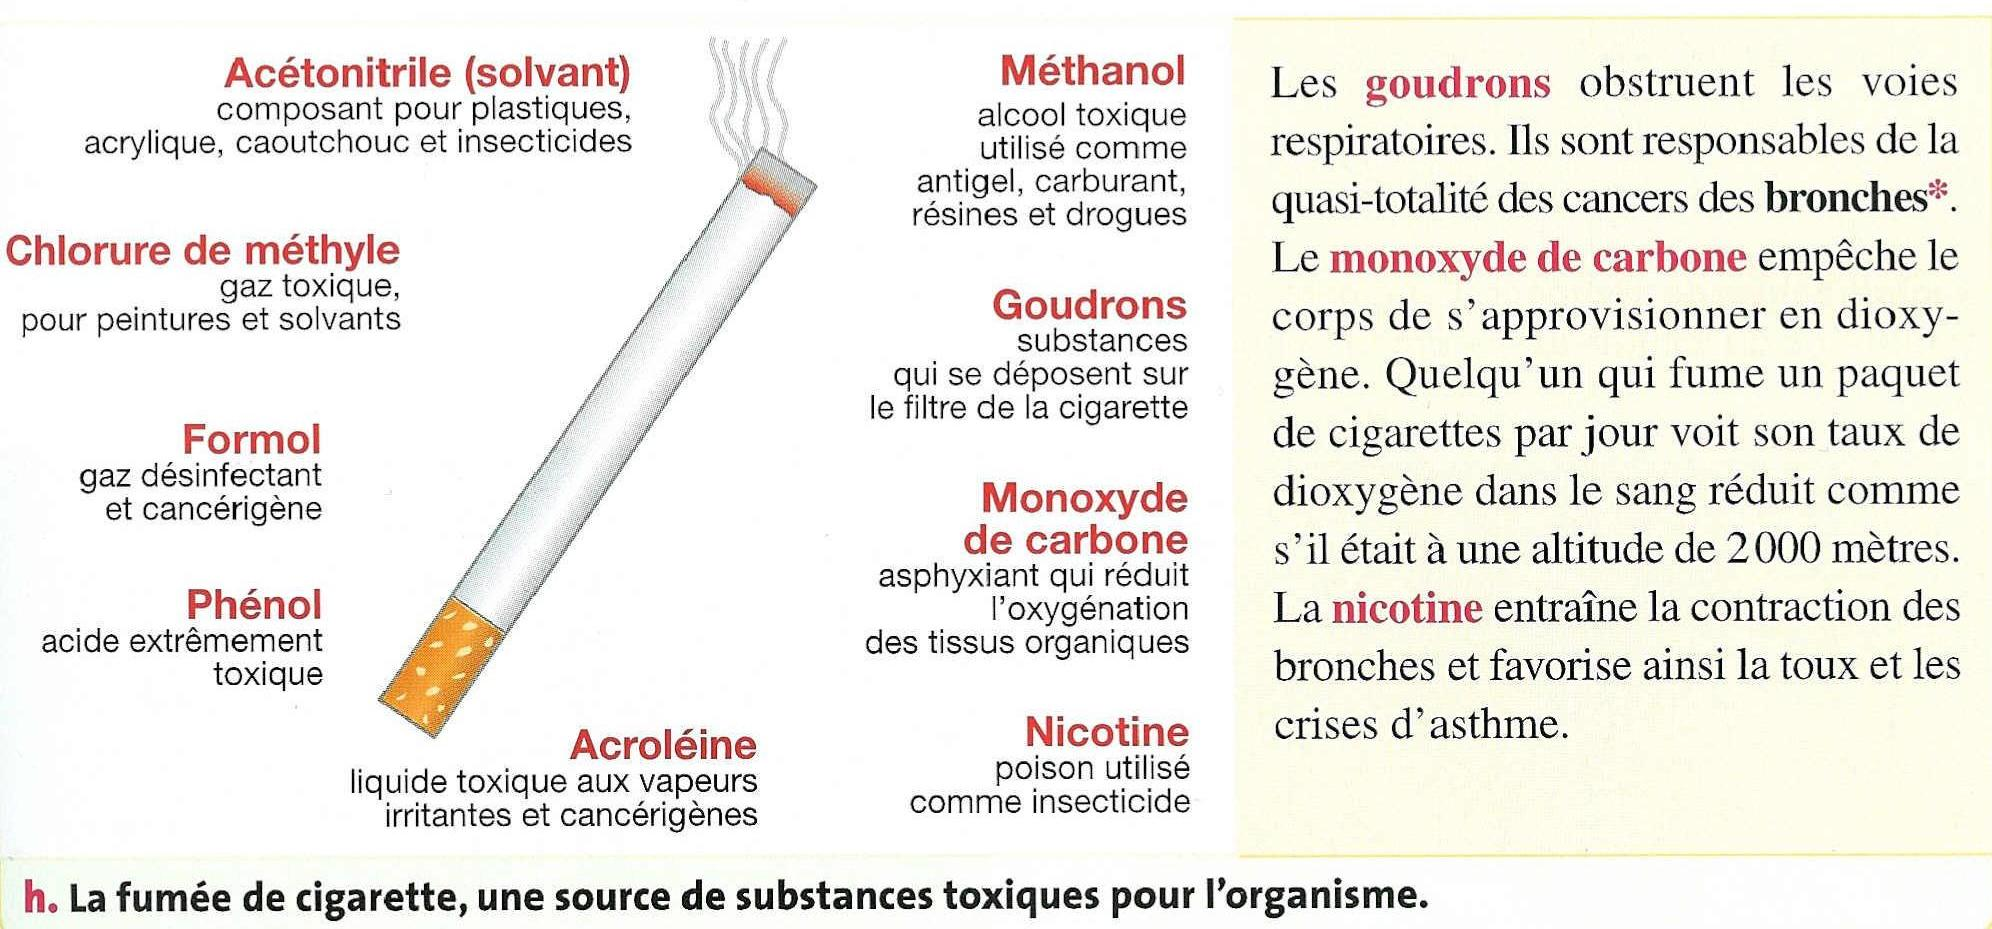 Acétonitrile (solvant)
composant pour plastiques,
acrylique, caoutchouc et insecticides
Chlorure de méthyle
gaz toxique,
pour peintures et solvants
Formol
gaz désinfectant
et cancérigène
Phénol
acide extrêmement
toxique
Acroléine
liquide toxique aux vapeurs
irritantes et cancérigènes
Méthanol
alcool toxique
utilisé comme
antigel, carburant,
résines et drogues
Goudrons
substances
qui se déposent sur
le filtre de la cigarette
Monoxyde
de carbone
asphyxiant qui réduit
l'oxygénation
des tissus organiques
Nicotine
poison utilisé
comme insecticide
Les goudrons obstruent les voies
respiratoires. Ils sont responsables de la
quasi-totalité des cancers des bronches*.
Le monoxyde de carbone empêche le
corps de s'approvisionner en dioxy-
gène. Quelqu'un qui fume un paquet
de cigarettes par jour voit son taux de
dioxygène dans le sang réduit comme
s'il était à une altitude de 2 000 mètres.
La nicotine entraîne la contraction des
bronches et favorise ainsi la toux et les
crises d'asthme.
h. La fumée de cigarette, une source de substances toxiques pour l'organisme.